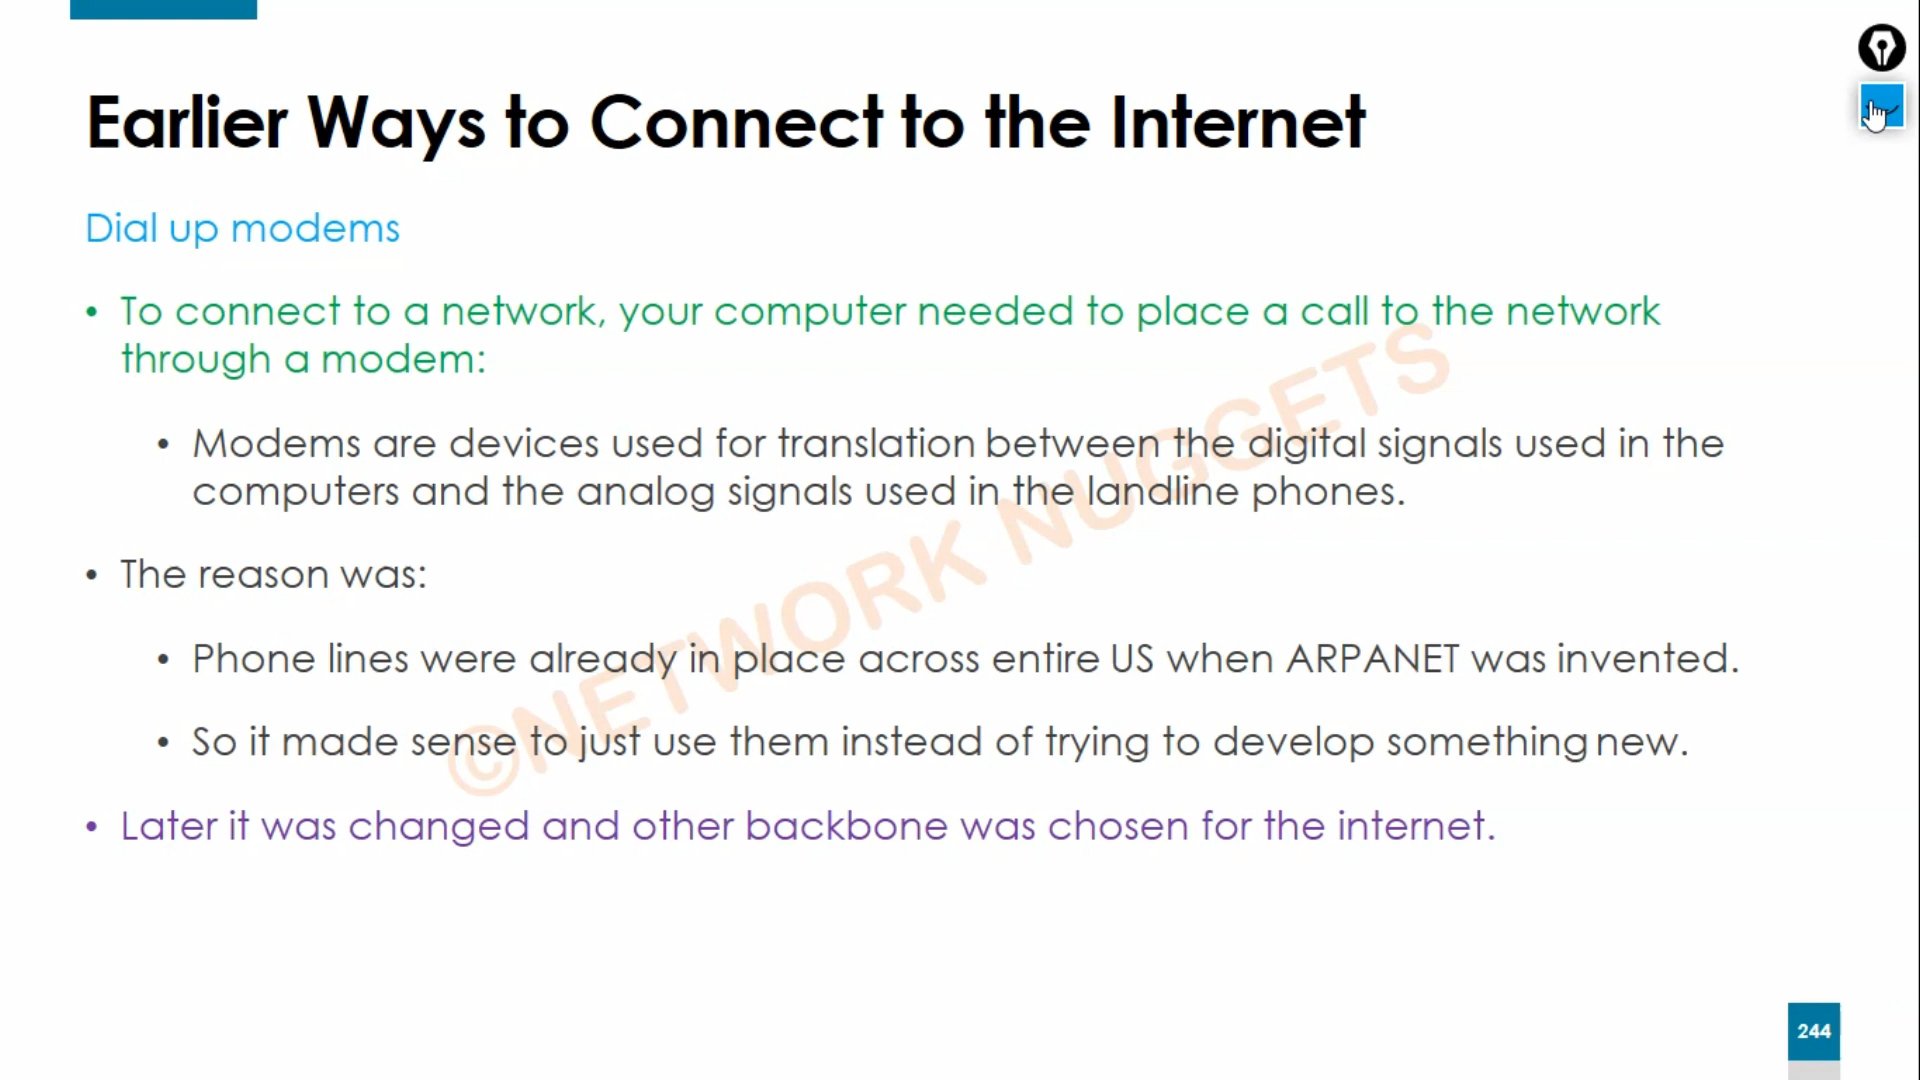 Earlier Ways to Connect to the Internet
Dial up modems
• To connect to a network, your computer needed to place a call to the network
through a modem:
• Modems are devices used for translation between the digital signals used in the
computers and the analog signals used in the landline phones.
• The reason was:
• Phone lines were already in place across entire US when ARPANET was invented.
• So it made sense to just use them instead of trying to develop something new.
• Later it was changed and other backbone was chosen for the internet.
©NETWORK NUGGETS
244